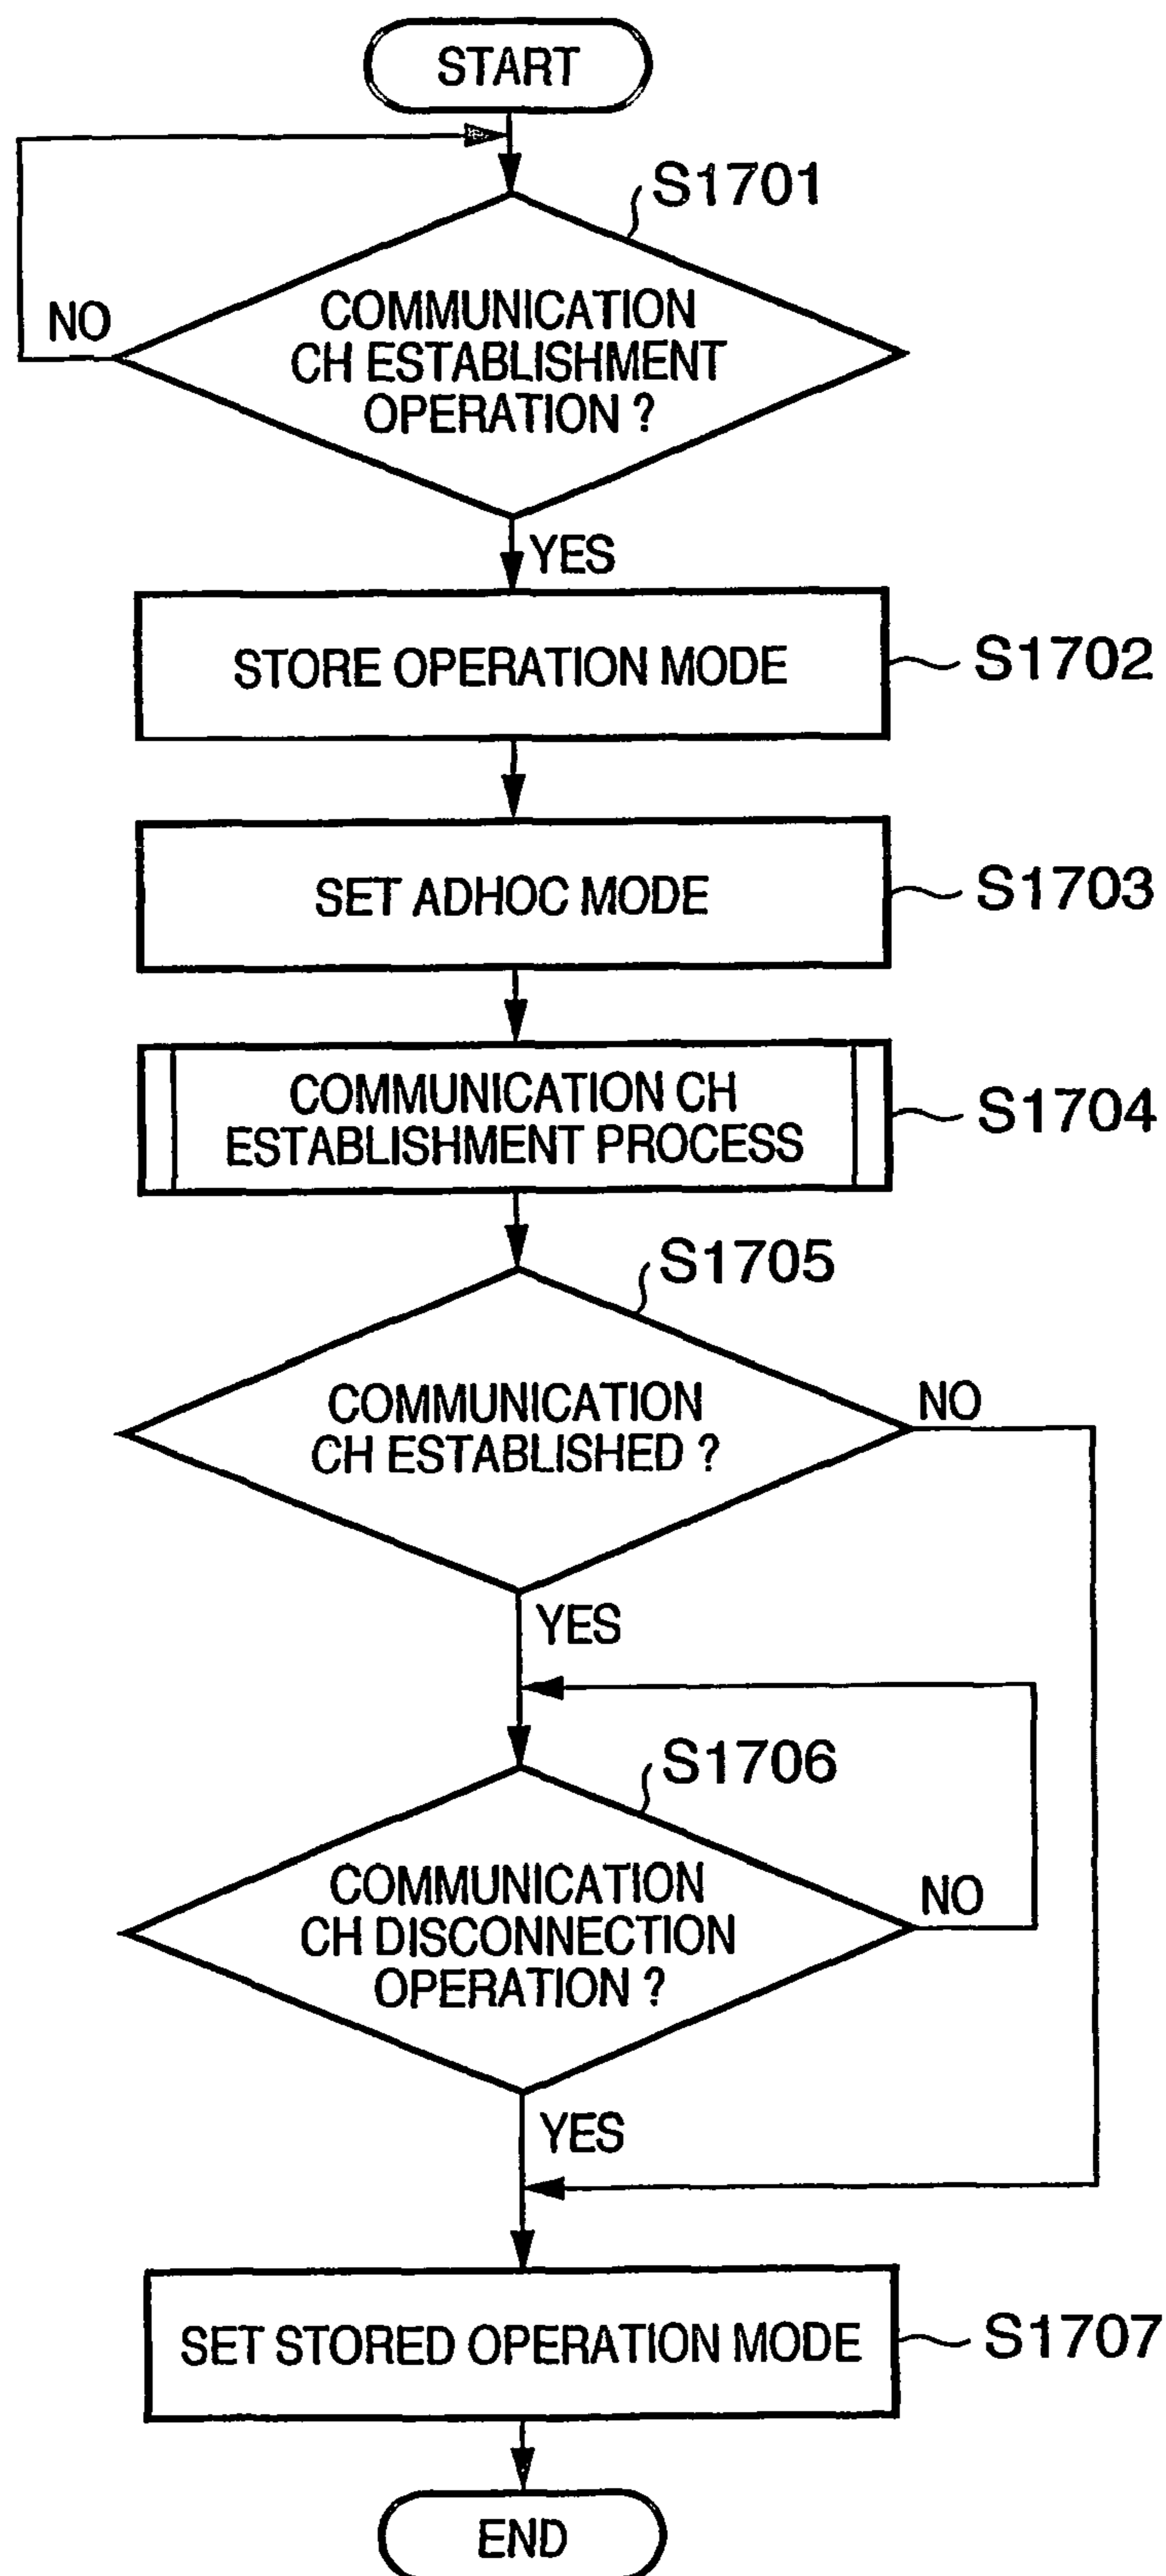 START
S1701
NO
COMMUNICATION
CH ESTABLISHMENT
OPERATION ?
YES
STORE OPERATION MODE
S1702
SET ADHOC MODE
S1703
COMMUNICATION CH
ESTABLISHMENT PROCESS
S1704
S1705
COMMUNICATION
CH ESTABLISHED ?
NO
YES
S1706
COMMUNICATION
CH DISCONNECTION
OPERATION ?
NO
YES
SET STORED OPERATION MODE
S1707
END